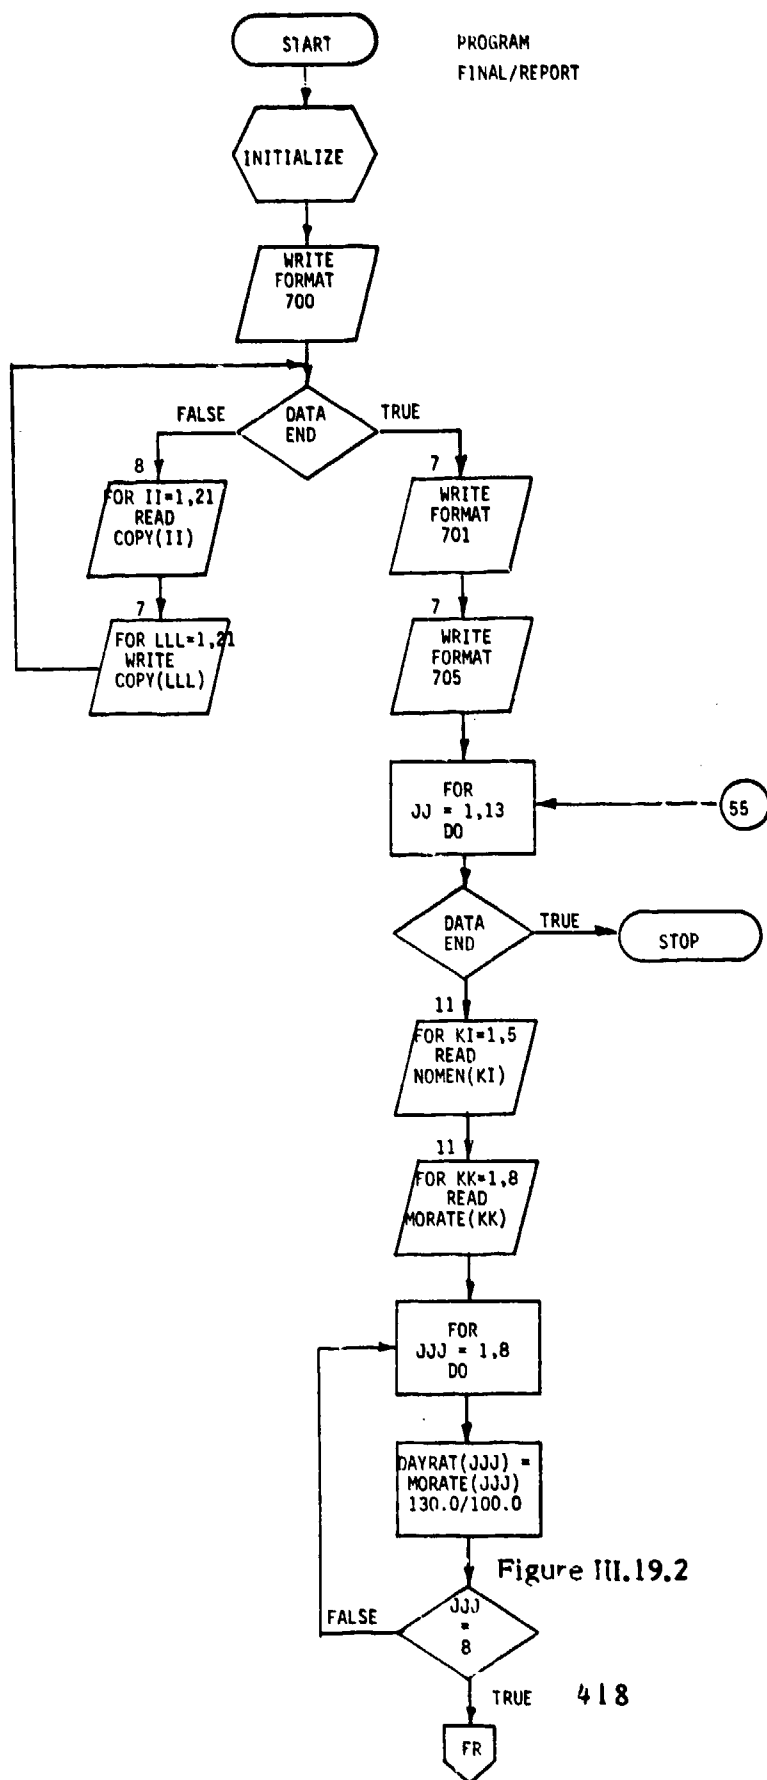 START
PROGRAM
FINAL/REPORT
INITIALIZE
WRITE
FORMAT
700
DATA
END
FALSE
TRUE
8
FOR II=1,21
READ
COPY(II)
7
FOR LLL=1,21
WRITE
COPY(LLL)
7
WRITE
FORMAT
701
7
WRITE
FORMAT
705
FOR
JJ = 1,13
DO
55
DATA
END
TRUE
STOP
11
FOR KI=1,5
READ
NOMEN(KI)
11
FOR KK=1,8
READ
MORATE(KK)
FOR
JJJ = 1,8
DO
DAYRAT(JJJ) =
MORATE(JJJ)
130.0/100.0
Figure III.19.2
JJJ
=
8
FALSE
TRUE
418
FR